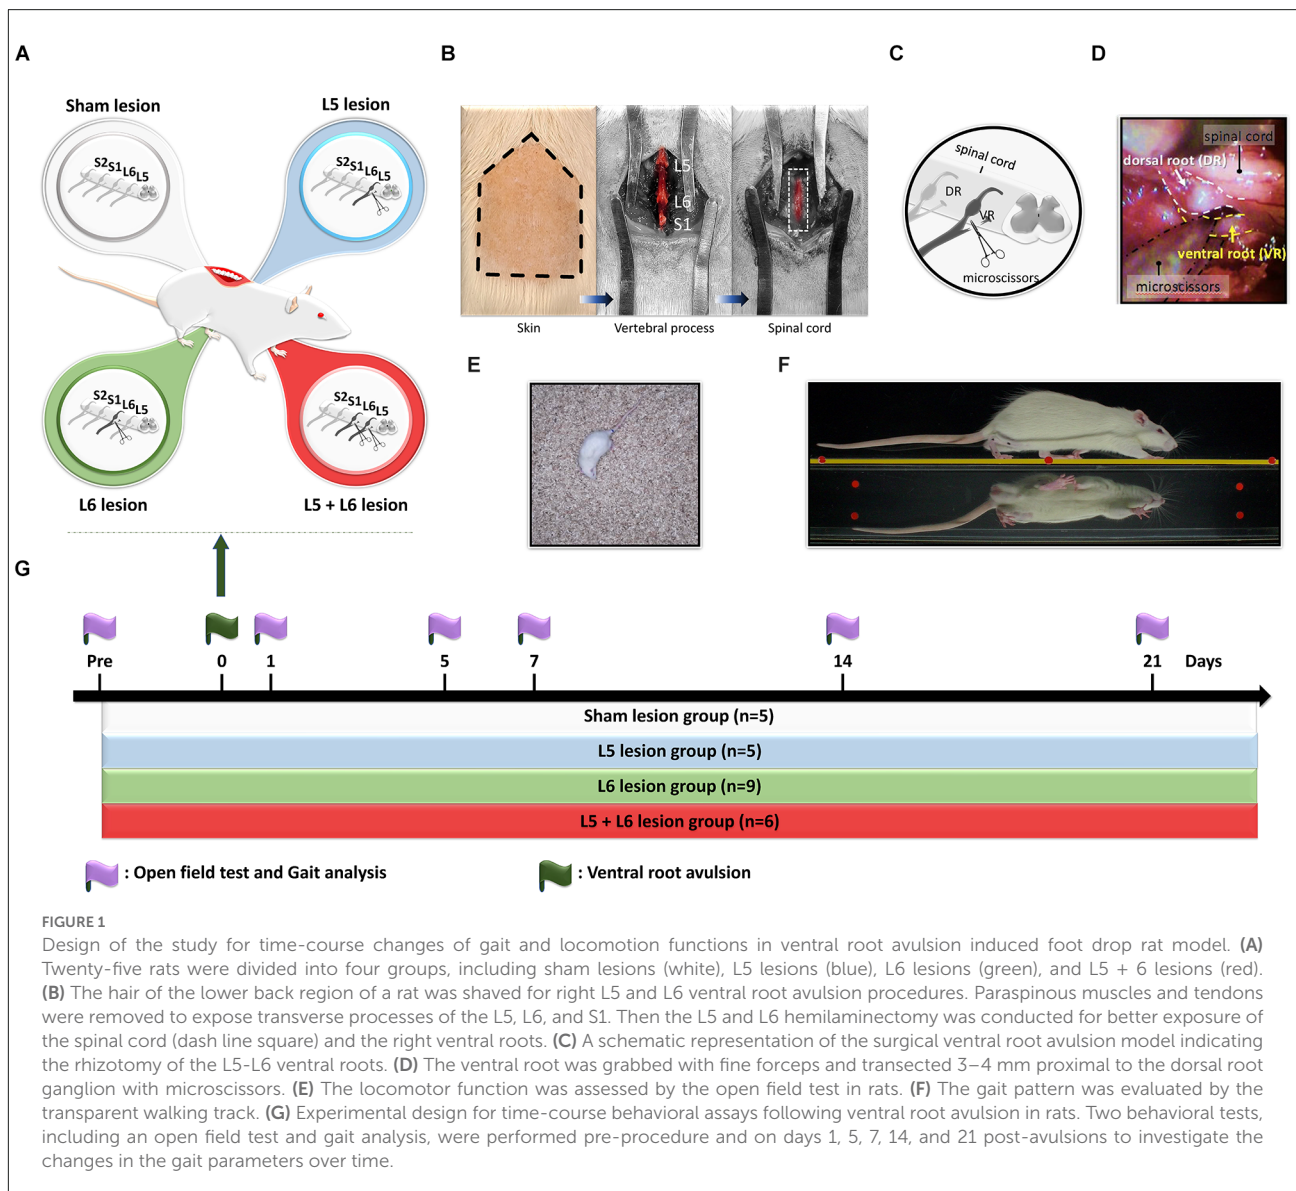 A
B
C
D
Sham lesion
L5 lesion
S2S1L6L5
S2S1L6L5
S2S1L6L5
S2S1L6L5
L6 lesion
L5 + L6 lesion
L5
L6
S1
Skin
Vertebral process
Spinal cord
spinal cord
DR
VR
microscissors
spinal cord
dorsal root (DR)
ventral root (VR)
microscissors
E
F
G
Pre
0
1
5
7
14
21
Days
Sham lesion group (n=5)
L5 lesion group (n=5)
L6 lesion group (n=9)
L5 + L6 lesion group (n=6)
: Open field test and Gait analysis
: Ventral root avulsion
FIGURE 1
Design of the study for time-course changes of gait and locomotion functions in ventral root avulsion induced foot drop rat model. (A)
Twenty-five rats were divided into four groups, including sham lesions (white), L5 lesions (blue), L6 lesions (green), and L5 + 6 lesions (red).
(B) The hair of the lower back region of a rat was shaved for right L5 and L6 ventral root avulsion procedures. Paraspinous muscles and tendons
were removed to expose transverse processes of the L5, L6, and S1. Then the L5 and L6 hemilaminectomy was conducted for better exposure of
the spinal cord (dash line square) and the right ventral roots. (C) A schematic representation of the surgical ventral root avulsion model indicating
the rhizotomy of the L5-L6 ventral roots. (D) The ventral root was grabbed with fine forceps and transected 3–4 mm proximal to the dorsal root
ganglion with microscissors. (E) The locomotor function was assessed by the open field test in rats. (F) The gait pattern was evaluated by the
transparent walking track. (G) Experimental design for time-course behavioral assays following ventral root avulsion in rats. Two behavioral tests,
including an open field test and gait analysis, were performed pre-procedure and on days 1, 5, 7, 14, and 21 post-avulsions to investigate the
changes in the gait parameters over time.